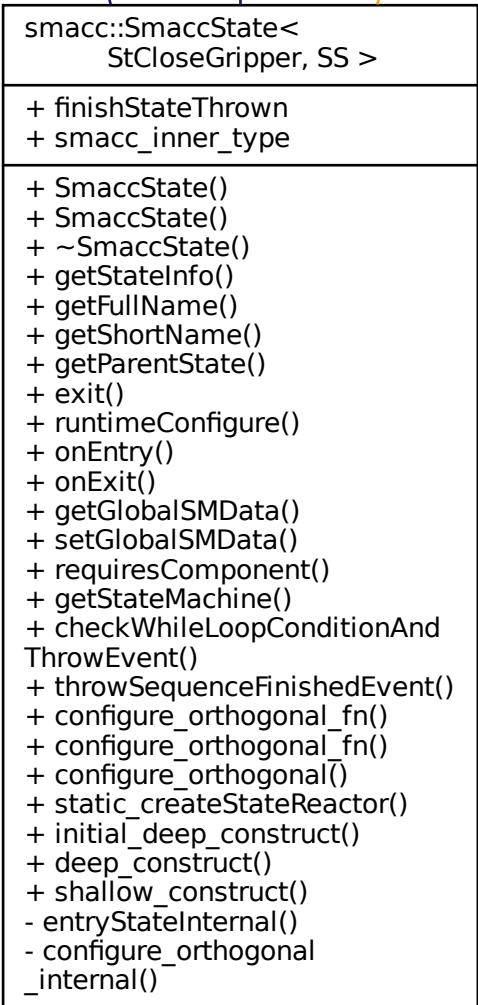 smacc::SmaccState<
StCloseGripper, SS >
+ finishStateThrown
+ smacc_inner_type
+ SmaccState()
+ SmaccState()
+ ~SmaccState()
+ getStateInfo()
+ getFullName()
+ getShortName()
+ getParentState()
+ exit()
+ runtimeConfigure()
+ onEntry()
+ onExit()
+ getGlobalSMData()
+ setGlobalSMData()
+ requiresComponent()
+ getStateMachine()
+ checkWhileLoopConditionAnd
ThrowEvent()
+ throwSequenceFinishedEvent()
+ configure_orthogonal_fn()
+ configure_orthogonal_fn()
+ configure_orthogonal()
+ static_createStateReactor()
+ initial_deep_construct()
+ deep_construct()
+ shallow_construct()
- entryStateInternal()
- configure_orthogonal
_internal()